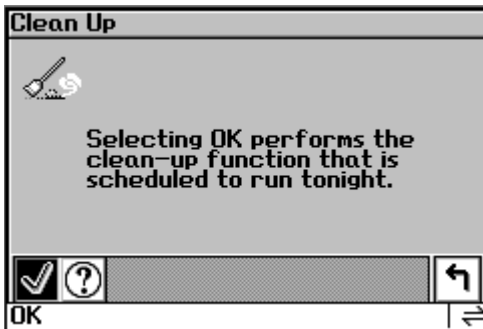 Clean Up
Selecting OK performs the
clean-up function that is
scheduled to run tonight.
?
OK